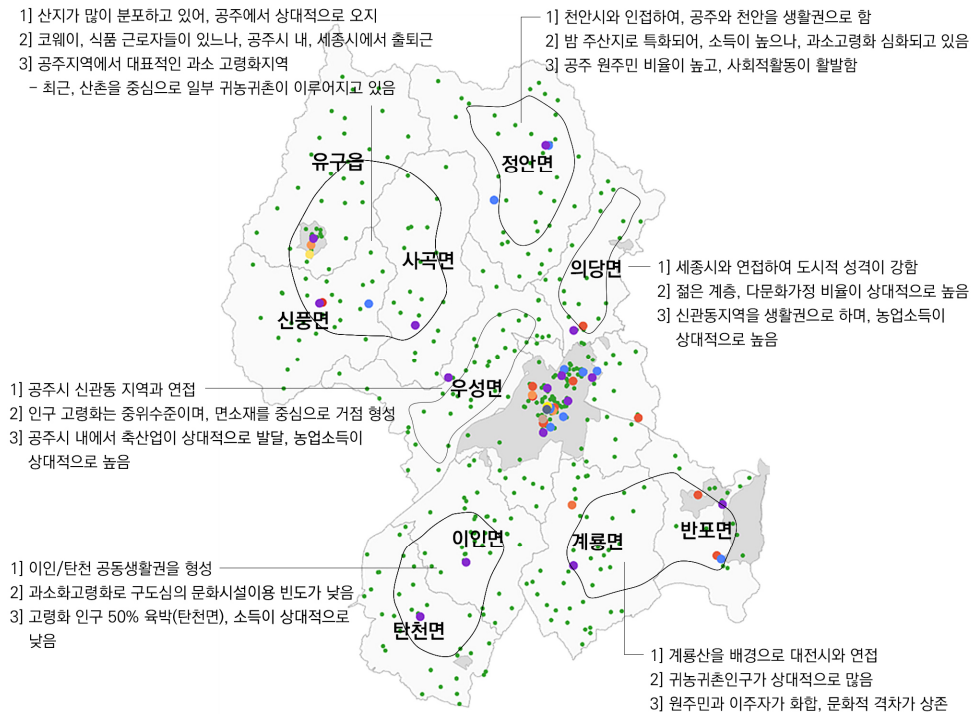 1] 산지가 많이 분포하고 있어, 공주에서 상대적으로 오지
2] 코웨이, 식품 근로자들이 있느나, 공주시 내, 세종시에서 출퇴근
3] 공주지역에서 대표적인 과소 고령화지역
- 최근, 산촌을 중심으로 일부 귀농귀촌이 이루어지고 있음
1] 천안시와 인접하여, 공주와 천안을 생활권으로 함
2] 밤 주산지로 특화되어, 소득이 높으나, 과소고령화 심화되고 있음
3] 공주 원주민 비율이 높고, 사회적활동이 활발함
유구읍
정안면
사곡면
의당면
1] 세종시와 연접하여 도시적 성격이 강함
2] 젊은 계층, 다문화가정 비율이 상대적으로 높음
3] 신관동지역을 생활권으로 하며, 농업소득이
상대적으로 높음
신풍면
1] 공주시 신관동 지역과 연접
2] 인구 고령화는 중위수준이며, 면소재를 중심으로 거점 형성
3] 공주시 내에서 축산업이 상대적으로 발달, 농업소득이
상대적으로 높음
우성면
이인면
계룡면
반포면
1] 이인/탄천 공동생활권을 형성
2] 과소화고령화로 구도심의 문화시설이용 빈도가 낮음
3] 고령화 인구 50% 육박(탄천면), 소득이 상대적으로
낮음
탄천면
1] 계룡산을 배경으로 대전시와 연접
2] 귀농귀촌인구가 상대적으로 많음
3] 원주민과 이주자가 화합, 문화적 격차가 상존